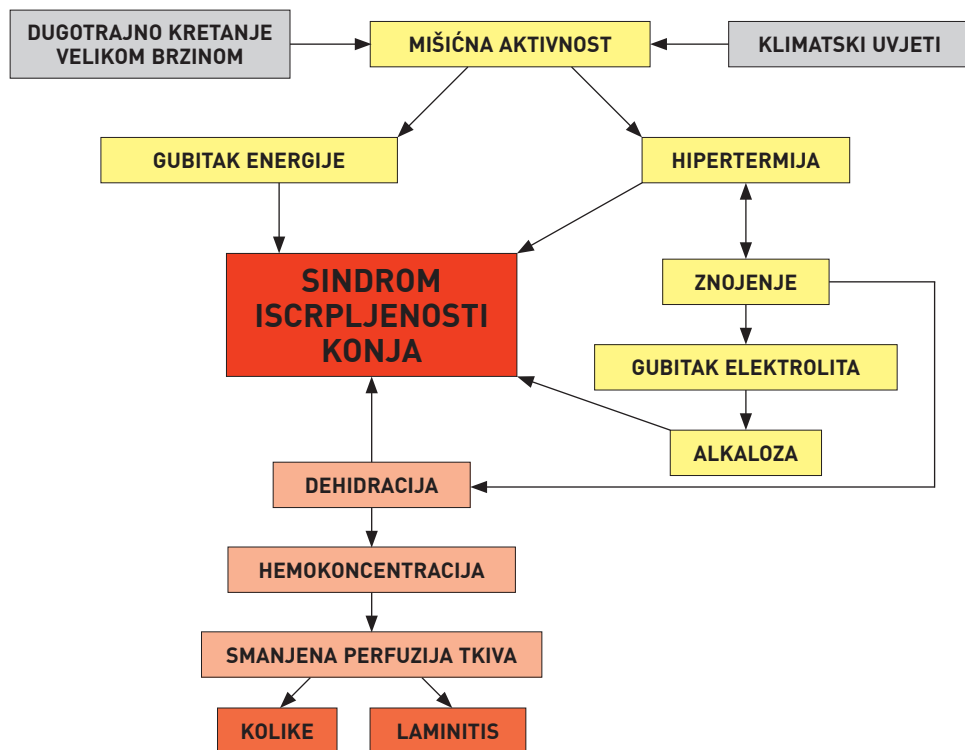 DUGOTRAJNO KRETANJE
VELIKOM BRZINOM
MIŠIĆNA AKTIVNOST
KLIMATSKI UVJETI
GUBITAK ENERGIJE
HIPERTERMIJA
SINDROM
ISCRPLJENOSTI
KONJA
ZNOJENJE
GUBITAK ELEKTROLITA
ALKALOZA
DEHIDRACIJA
HEMOKONCENTRACIJA
SMANJENA PERFUZIJA TKIVA
KOLIKE
LAMINITIS